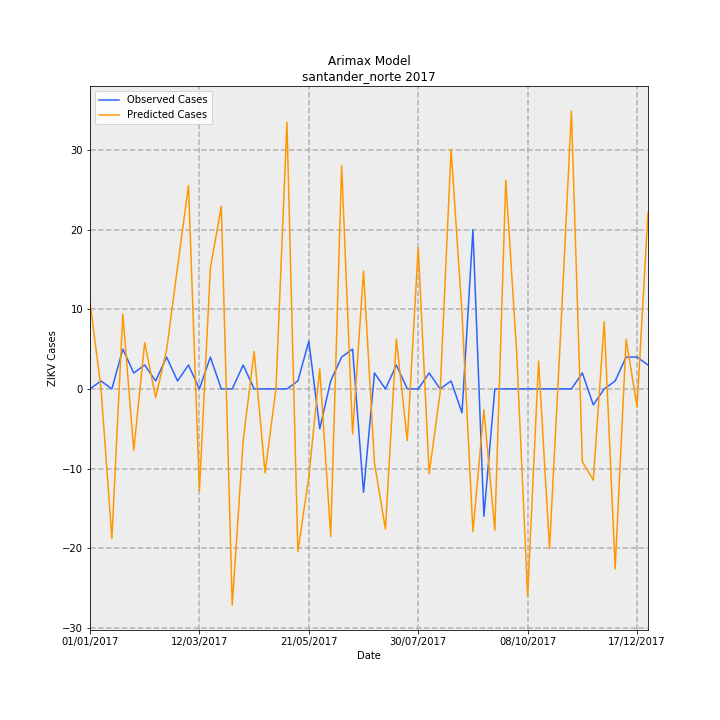 Arimax Model
santander_norte 2017
Observed Cases
Predicted Cases
ZIKV Cases
30
20
10
0
−10
−20
−30
01/01/2017 12/03/2017 21/05/2017 30/07/2017 08/10/2017 17/12/2017
Date